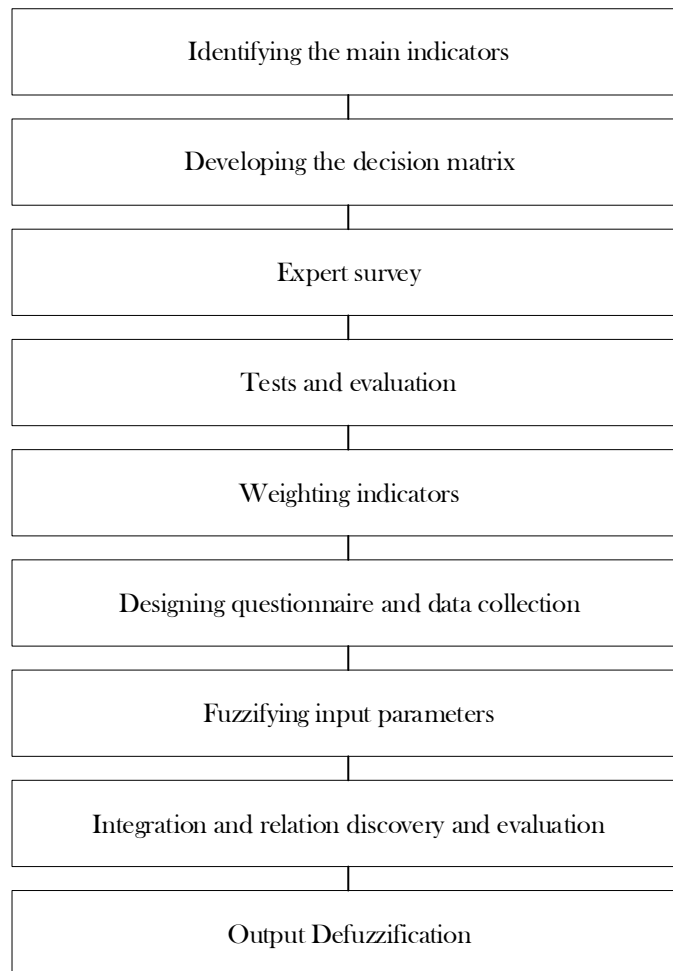 Identifying the main indicators
Developing the decision matrix
Expert survey
Tests and evaluation
Weighting indicators
Designing questionnaire and data collection
Fuzzifying input parameters
Integration and relation discovery and evaluation
Output Defuzzification